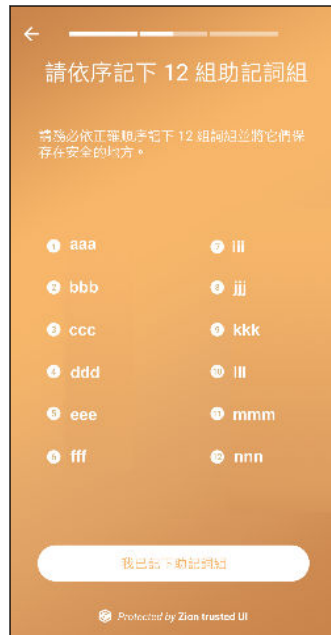 請依序記下 12 組助記詞組
請務必依正確順序記下 12 組詞組並將它們保
存在安全的地方。
1 aaa
2 bbb
3 ccc
4 ddd
5 eee
6 fff
7 iii
8 jjj
9 kkk
10 lll
11 mmm
12 nnn
我已記下助記詞組
Protected by Zion trusted UI